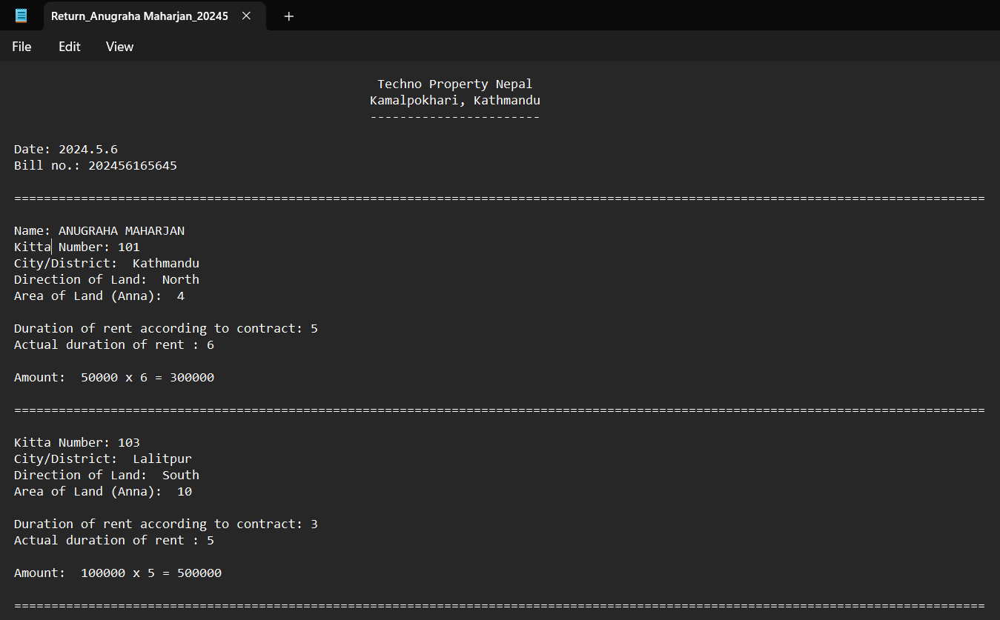 Return_Anugraha Maharjan_20245
File Edit View
Techno Property Nepal
Kamalpokhari, Kathmandu
-----------------------
Date: 2024.5.6
Bill no.: 202456165645
===================================================================================================================================
Name: ANUGRAHA MAHARJAN
Kitta Number: 101
City/District:  Kathmandu
Direction of Land:  North
Area of Land (Anna):  4
Duration of rent according to contract: 5
Actual duration of rent : 6
Amount:  50000 x 6 = 300000
===================================================================================================================================
Kitta Number: 103
City/District:  Lalitpur
Direction of Land:  South
Area of Land (Anna):  10
Duration of rent according to contract: 3
Actual duration of rent : 5
Amount:  100000 x 5 = 500000
===================================================================================================================================